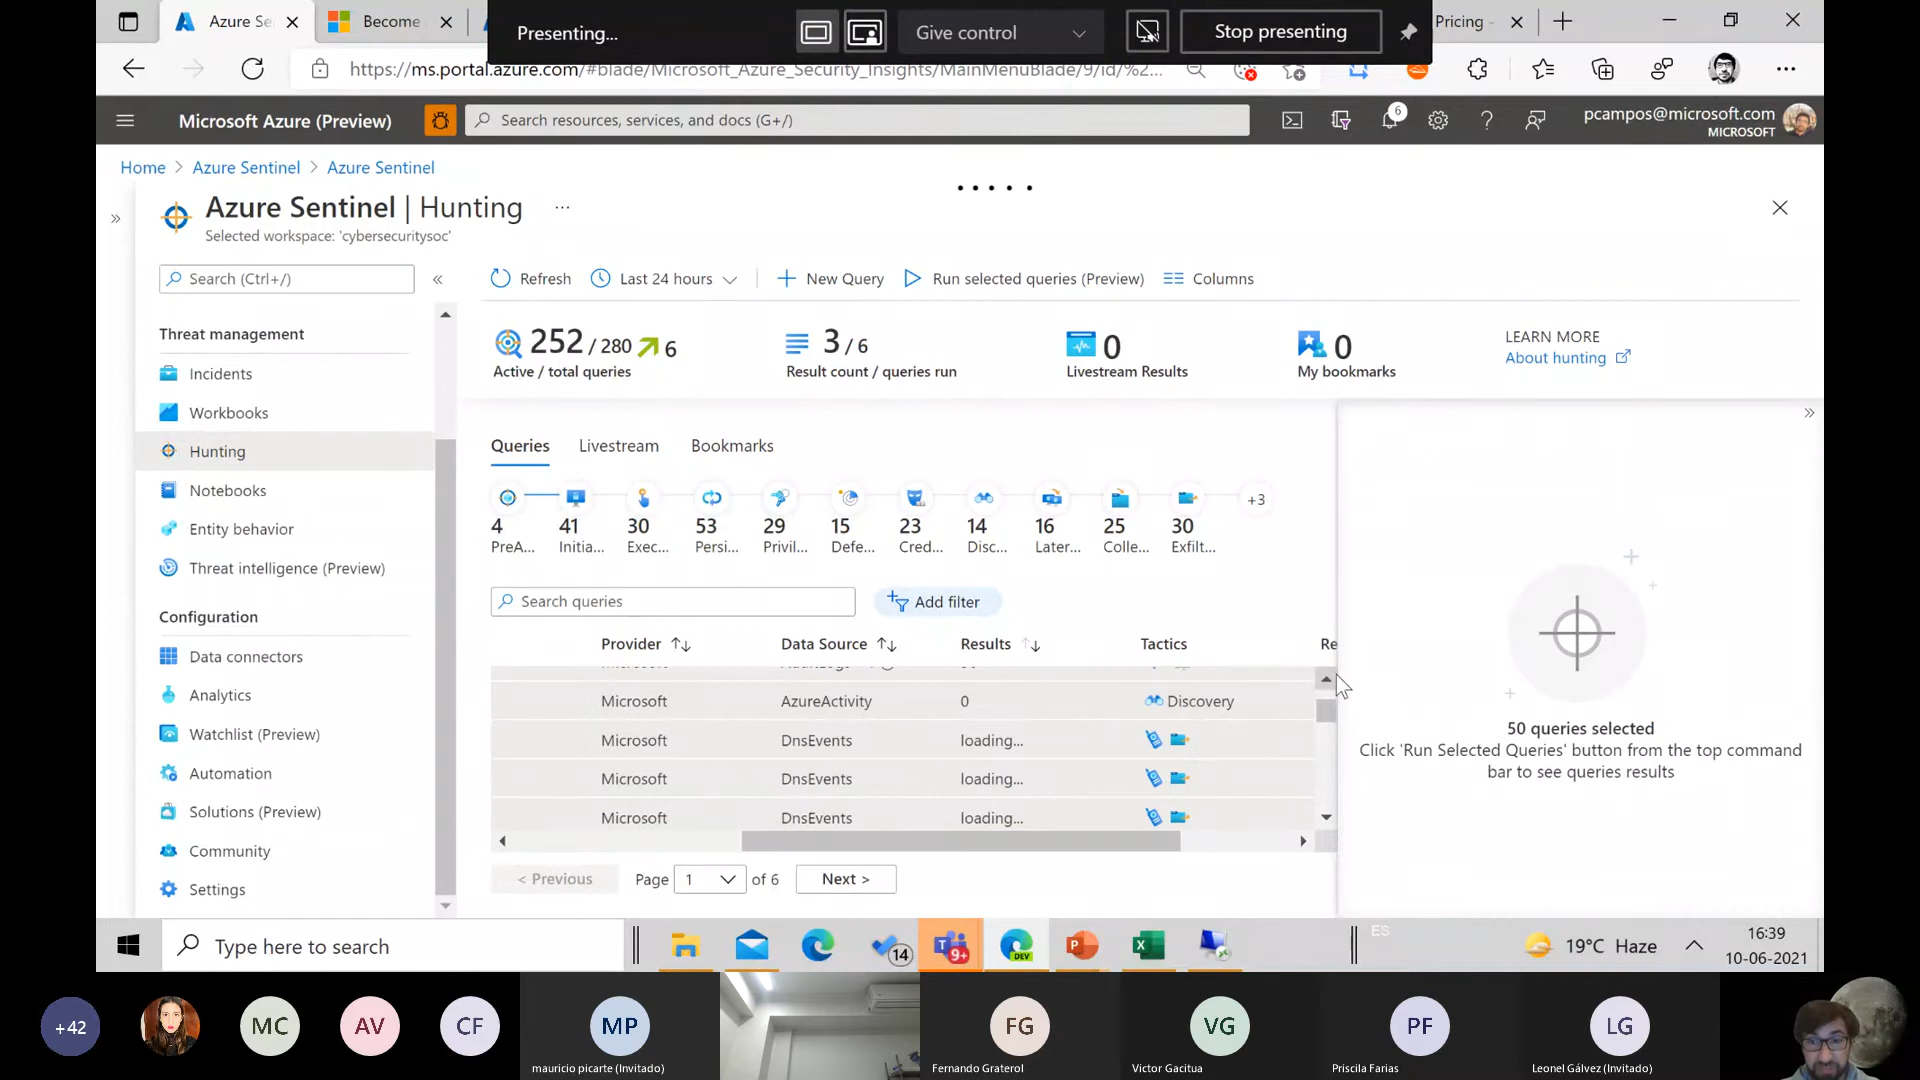 Azure Se
Become
Presenting...
Give control
Stop presenting
Pricing -
https://ms.portal.azure.com/#blade/Microsoft_Azure_Security_Insights/MainMenuBlade/9/id/%2...
Microsoft Azure (Preview)
Search resources, services, and docs (G+/)
6
pcampos@microsoft.com
MICROSOFT
Home > Azure Sentinel > Azure Sentinel
Azure Sentinel | Hunting
Selected workspace: 'cybersecuritysoc'
Search (Ctrl+/)
Refresh
Last 24 hours
New Query
Run selected queries (Preview)
Columns
Threat management
Incidents
Workbooks
Hunting
Notebooks
Entity behavior
Threat intelligence (Preview)
Configuration
Data connectors
Analytics
Watchlist (Preview)
Automation
Solutions (Preview)
Community
Settings
252 / 280 6
Active / total queries
3 / 6
Result count / queries run
0
Livestream Results
0
My bookmarks
LEARN MORE
About hunting
Queries
Livestream
Bookmarks
+3
4 41 30 53 29 15 23 14 16 25 30
PreA... Initia... Exec... Persi... Privil... Defe... Cred... Disc... Later... Colle... Exfilt...
Search queries
Add filter
Provider Data Source Results Tactics Re
Microsoft AzureActivity 0 Discovery
Microsoft DnsEvents loading...
Microsoft DnsEvents loading...
Microsoft DnsEvents loading...
< Previous Page 1 of 6 Next >
50 queries selected
Click 'Run Selected Queries' button from the top command
bar to see queries results
Type here to search
14
9+
DEV
ES
19°C Haze
16:39
10-06-2021
+42
MC
AV
CF
MP
mauricio picarte (Invitado)
FG
Fernando Graterol
VG
Victor Gacitua
PF
Priscila Farias
LG
Leonel Gálvez (Invitado)